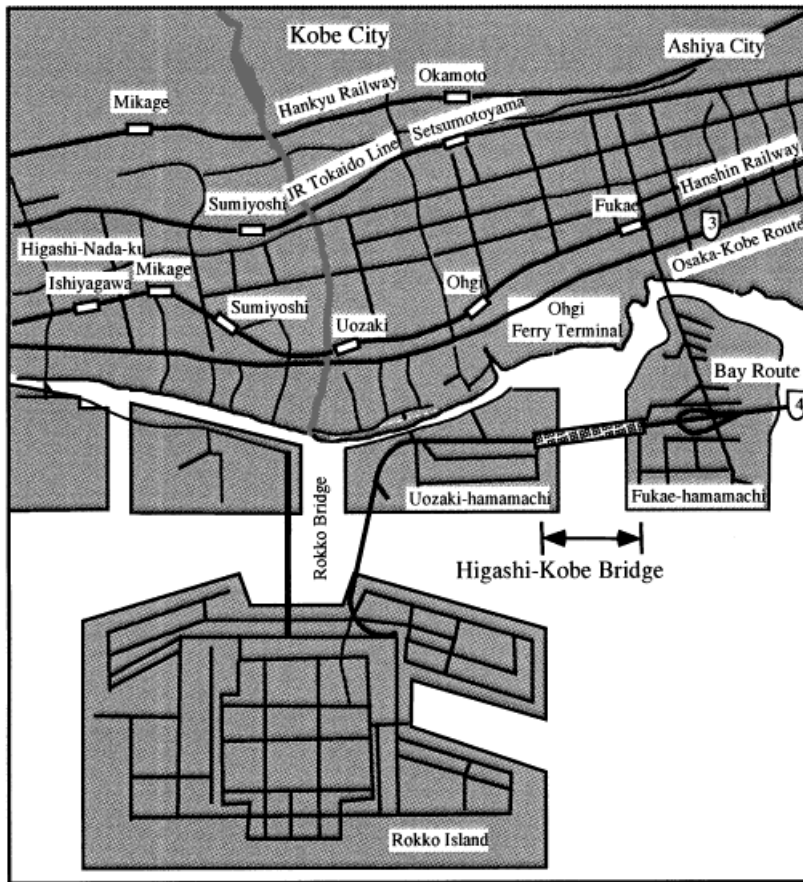 Kobe City
Ashiya City
Okamoto
Mikage
Hankyu Railway
Setsumotoyama
JR Tokaido Line
Hanshin Railway
Sumiyoshi
Fukae
3
Osaka-Kobe Route
Higashi-Nada-ku
Mikage
Ishiyagawa
Sumiyoshi
Ohgi
Uozaki
Ohgi
Ferry Terminal
Bay Route
4
Rokko Bridge
Uozaki-hamamachi
Fukae-hamamachi
Higashi-Kobe Bridge
Rokko Island